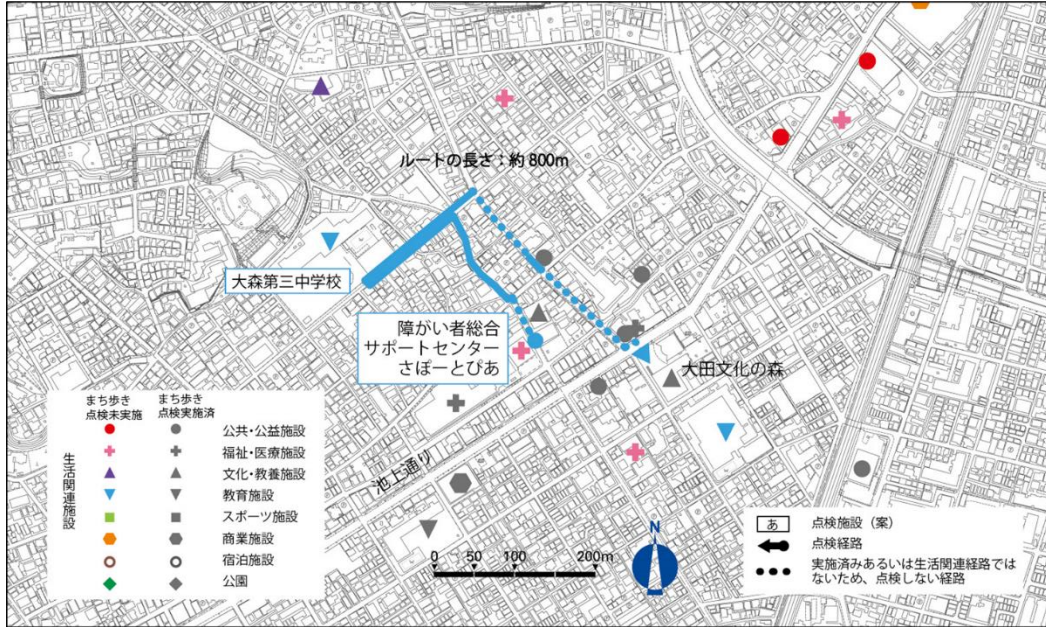 ルートの長さ：約800m
大森第三中学校
障がい者総合
サポートセンター
さぽーとぴあ
大田文化の森
池上通り
まち歩き
点検未実施
まち歩き
点検実施済
生活関連施設
公共・公益施設
福祉・医療施設
文化・教養施設
教育施設
スポーツ施設
商業施設
宿泊施設
公園
0 50 100 200m
N
あ 点検施設（案）
点検経路
実施済みあるいは生活関連経路では
ないため、点検しない経路